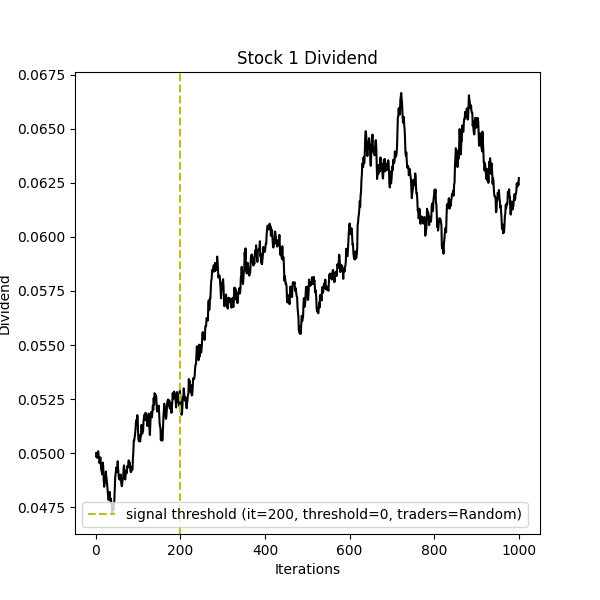 Stock 1 Dividend
Dividend
0.0675
0.0650
0.0625
0.0600
0.0575
0.0550
0.0525
0.0500
0.0475
signal threshold (it=200, threshold=0, traders=Random)
0 200 400 600 800 1000
Iterations